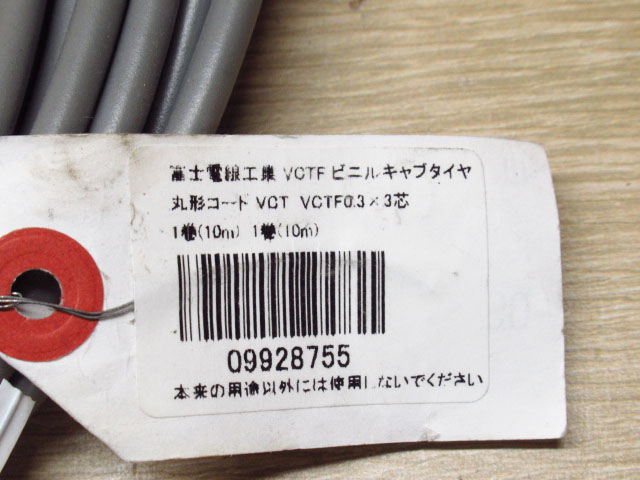 富士電線工業 VCTF ビニルキャブタイヤ
丸形コード VCT VCTF0.3×3芯
1巻(10m) 1巻(10m)
09928755
本来の用途以外には使用しないでください